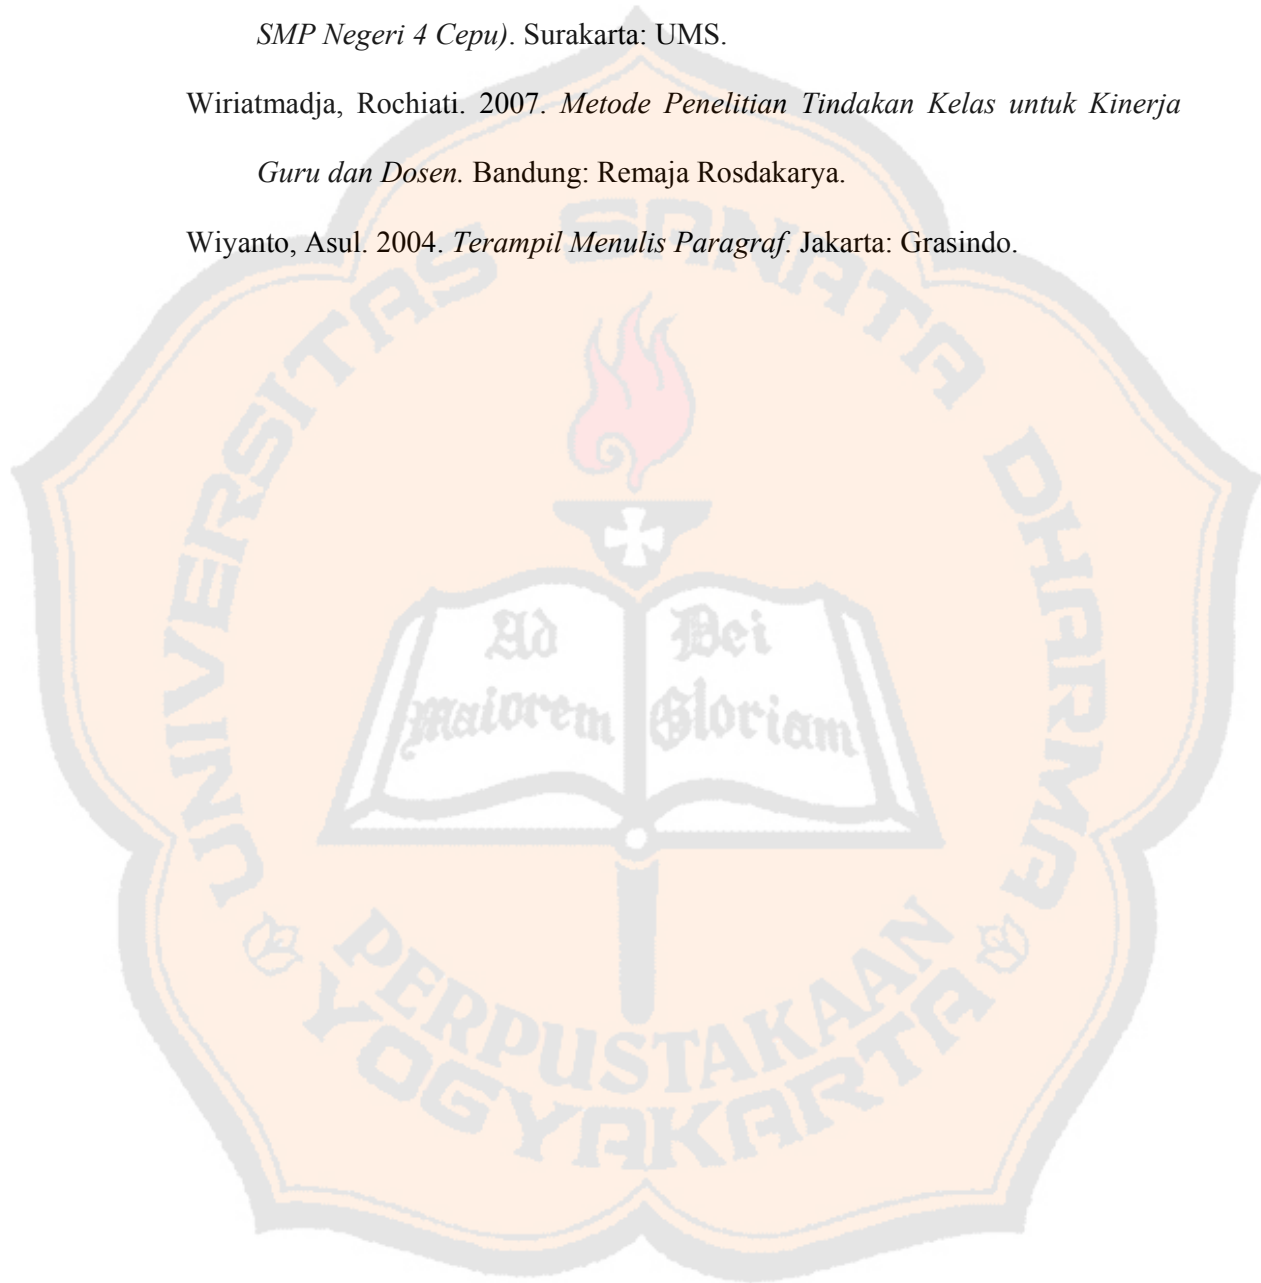 SMP Negeri 4 Cepu). Surakarta: UMS.
Wiriatmadja, Rochiati. 2007. Metode Penelitian Tindakan Kelas untuk Kinerja
Guru dan Dosen. Bandung: Remaja Rosdakarya.
Wiyanto, Asul. 2004. Terampil Menulis Paragraf. Jakarta: Grasindo.
UNIVERSITAS SANATA DHARMA
Ad Dei
maiorem Gloriam
PERPUSTAKAAN
YOGYAKARTA